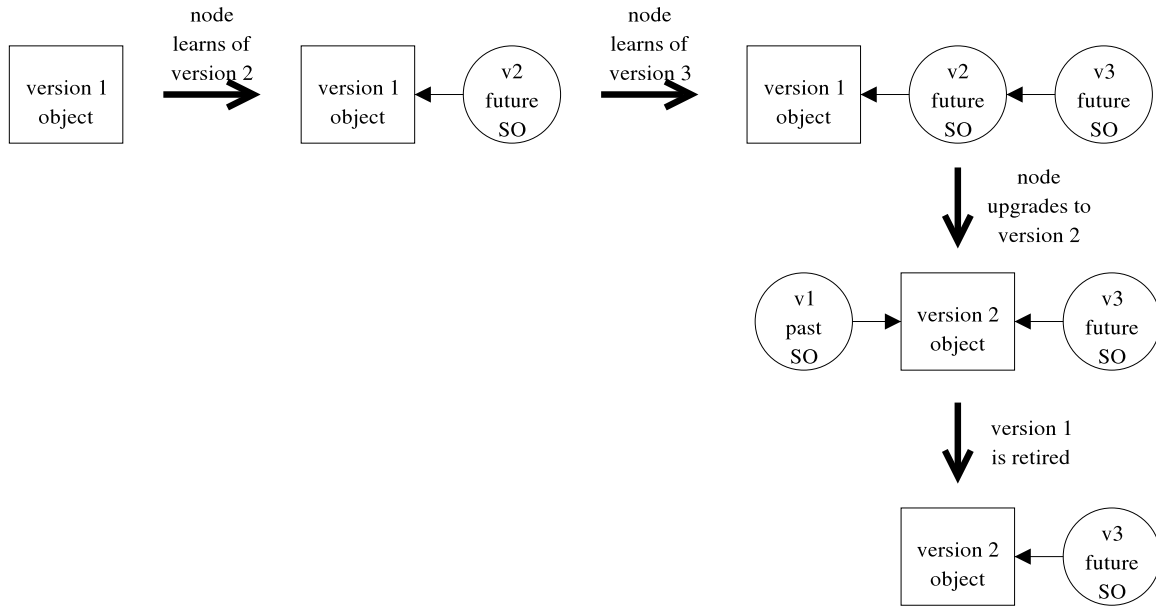 node
learns of
version 2
node
learns of
version 3
version 1
object
version 1
object
v2
future
SO
version 1
object
v2
future
SO
v3
future
SO
node
upgrades to
version 2
v1
past
SO
version 2
object
v3
future
SO
version 1
is retired
version 2
object
v3
future
SO